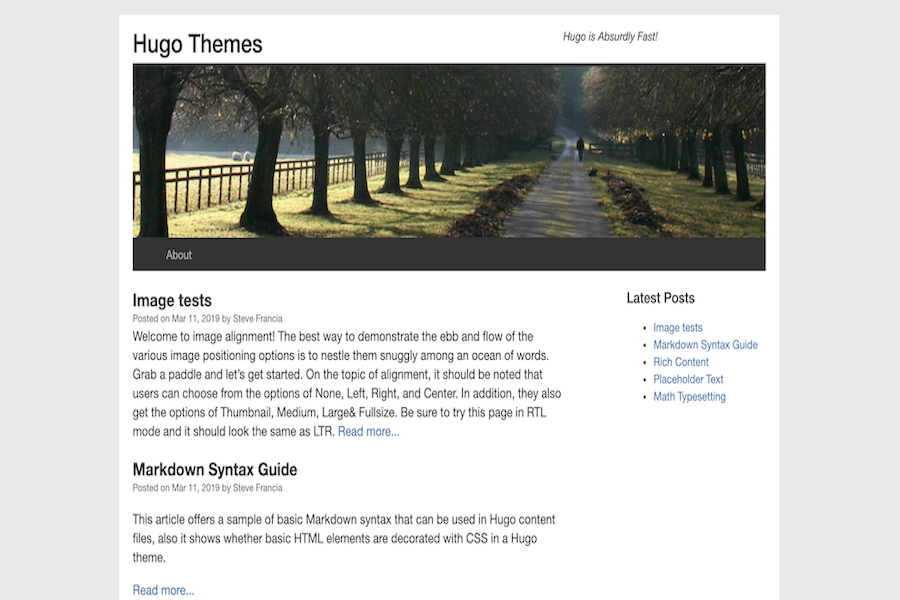 Hugo Themes
Hugo is Absurdly Fast!
About
Image tests
Posted on Mar 11, 2019 by Steve Francia
Welcome to image alignment! The best way to demonstrate the ebb and flow of the
various image positioning options is to nestle them snuggly among an ocean of words.
Grab a paddle and let's get started. On the topic of alignment, it should be noted that
users can choose from the options of None, Left, Right, and Center. In addition, they also
get the options of Thumbnail, Medium, Large& Fullsize. Be sure to try this page in RTL
mode and it should look the same as LTR. Read more...
Markdown Syntax Guide
Posted on Mar 11, 2019 by Steve Francia
This article offers a sample of basic Markdown syntax that can be used in Hugo content
files, also it shows whether basic HTML elements are decorated with CSS in a Hugo
theme.
Read more...
Latest Posts
• Image tests
• Markdown Syntax Guide
• Rich Content
• Placeholder Text
• Math Typesetting